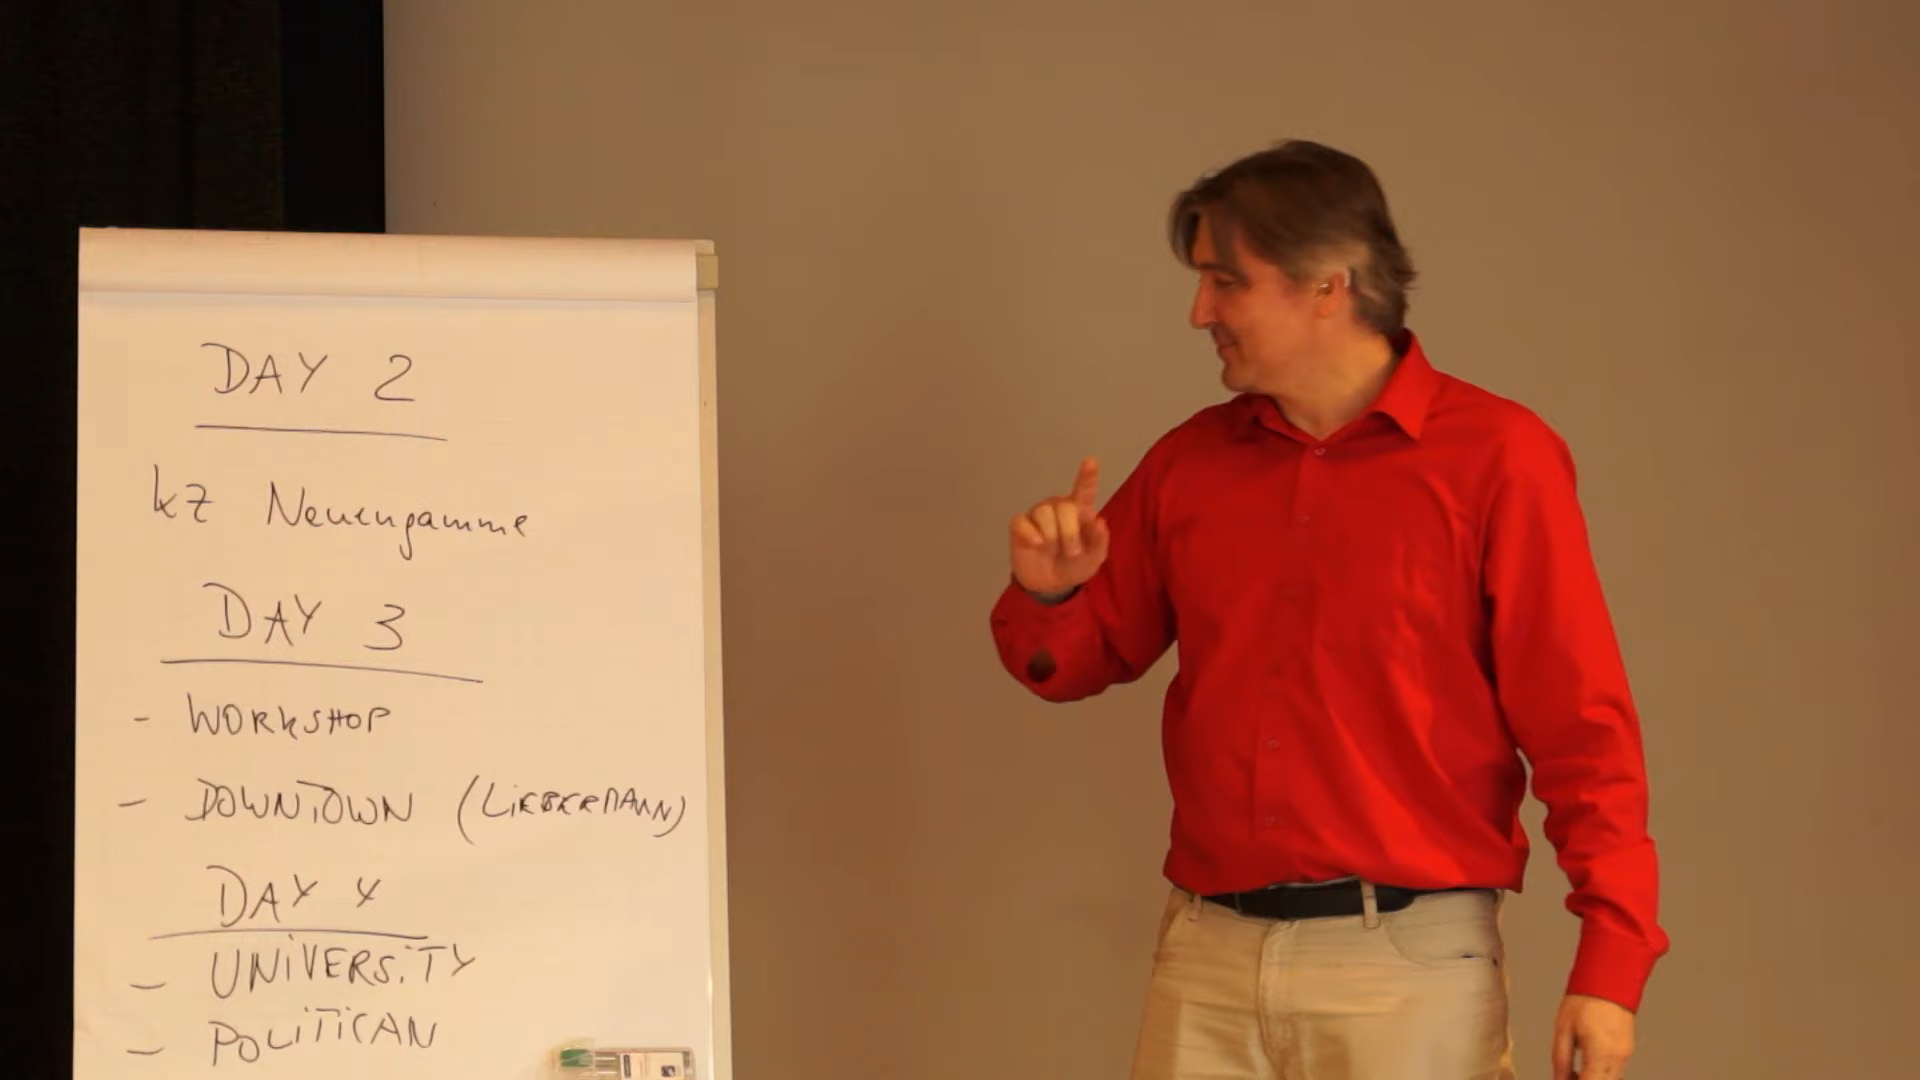 DAY 2
KZ Neuengamme
DAY 3
- WORKSHOP
- DOWNTOWN (LiEBERMANN)
DAY 4
- UNiVERSiTY
- POLiTiCAN